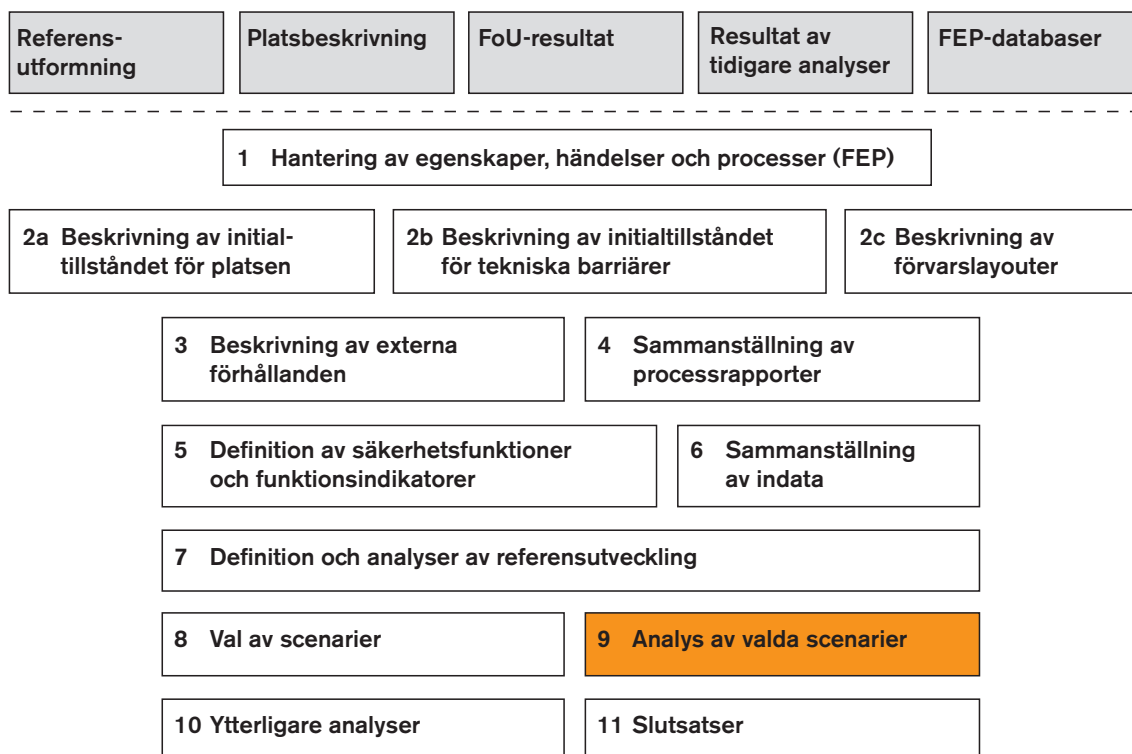 Referens-
utformning
Platsbeskrivning
FoU-resultat
Resultat av
tidigare analyser
FEP-databaser
1 Hantering av egenskaper, händelser och processer (FEP)
2a Beskrivning av initial-
tillståndet för platsen
2b Beskrivning av initialtillståndet
för tekniska barriärer
2c Beskrivning av
förvarslayouter
3 Beskrivning av externa
förhållanden
4 Sammanställning av
processrapporter
5 Definition av säkerhetsfunktioner
och funktionsindikatorer
6 Sammanställning
av indata
7 Definition och analyser av referensutveckling
8 Val av scenarier
9 Analys av valda scenarier
10 Ytterligare analyser
11 Slutsatser